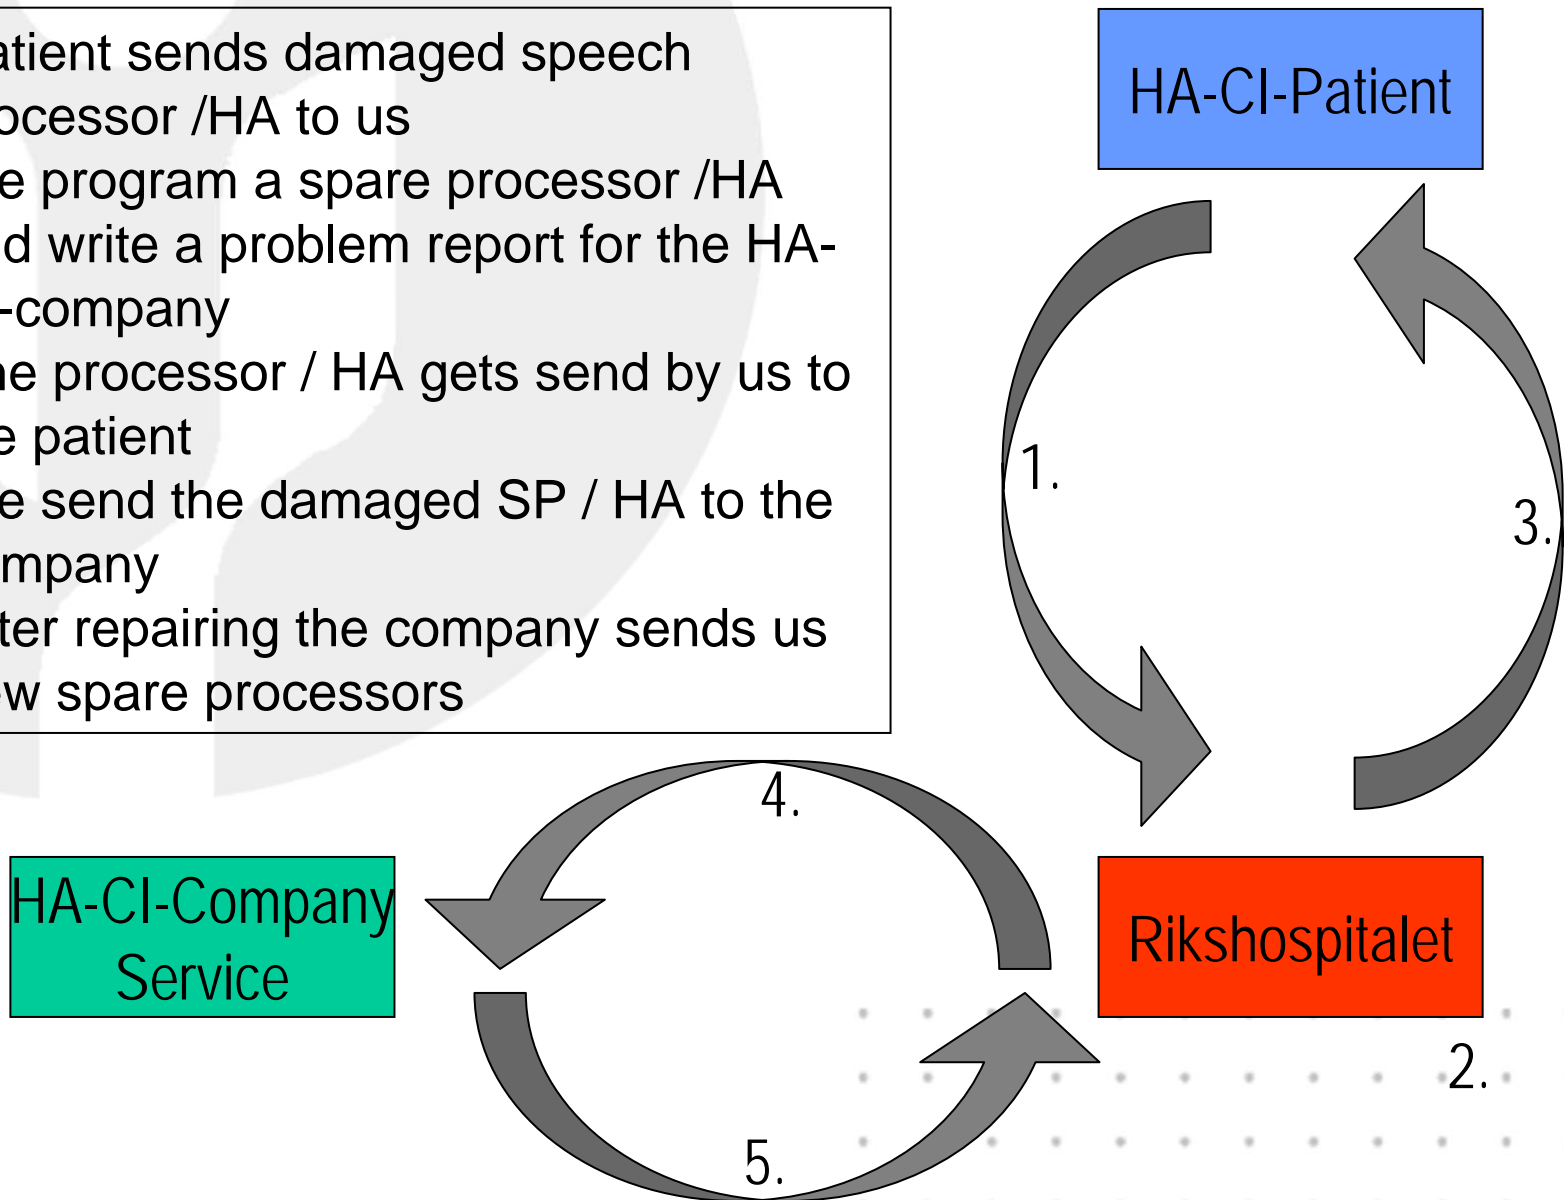 atient sends damaged speech
ocessor /HA to us
e program a spare processor /HA
d write a problem report for the HA-
-company
ne processor / HA gets send by us to
e patient
e send the damaged SP / HA to the
mpany
ter repairing the company sends us
ew spare processors
HA-CI-Patient
1.
3.
4.
HA-CI-Company
Service
Rikshospitalet
2.
5.